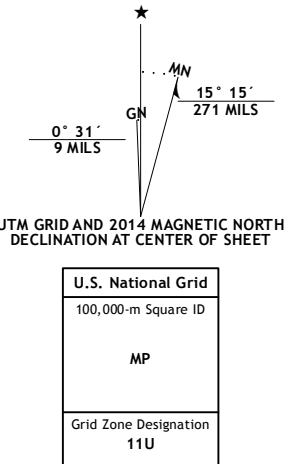 MN
GN
15° 15´
271 MILS
0° 31´
9 MILS
UTM GRID AND 2014 MAGNETIC NORTH
DECLINATION AT CENTER OF SHEET
U.S. National Grid
100,000-m Square ID
MP
Grid Zone Designation
11U